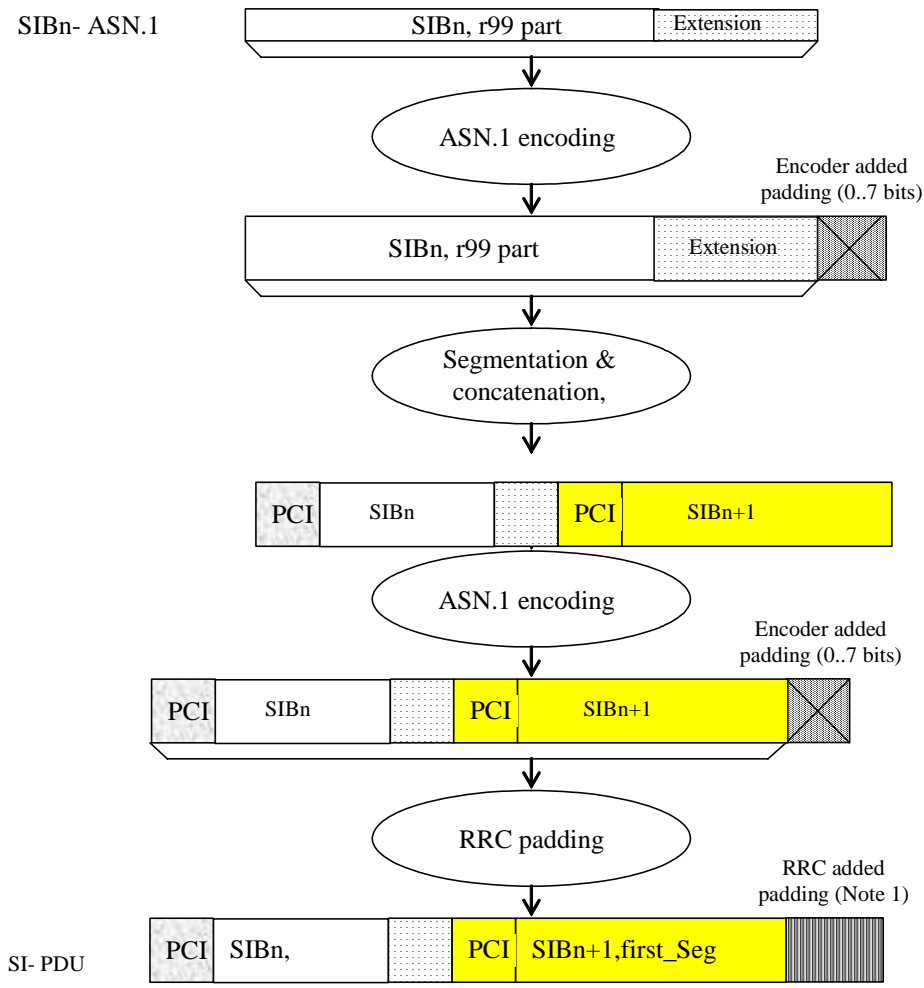 SIBn- ASN.1
SIBn, r99 part
Extension
ASN.1 encoding
Encoder added
padding (0..7 bits)
SIBn, r99 part
Extension
Segmentation &
concatenation,
PCI
SIBn
PCI
SIBn+1
ASN.1 encoding
Encoder added
padding (0..7 bits)
PCI
SIBn
PCI
SIBn+1
RRC padding
RRC added
padding (Note 1)
SI- PDU
PCI
SIBn,
PCI
SIBn+1,first_Seg